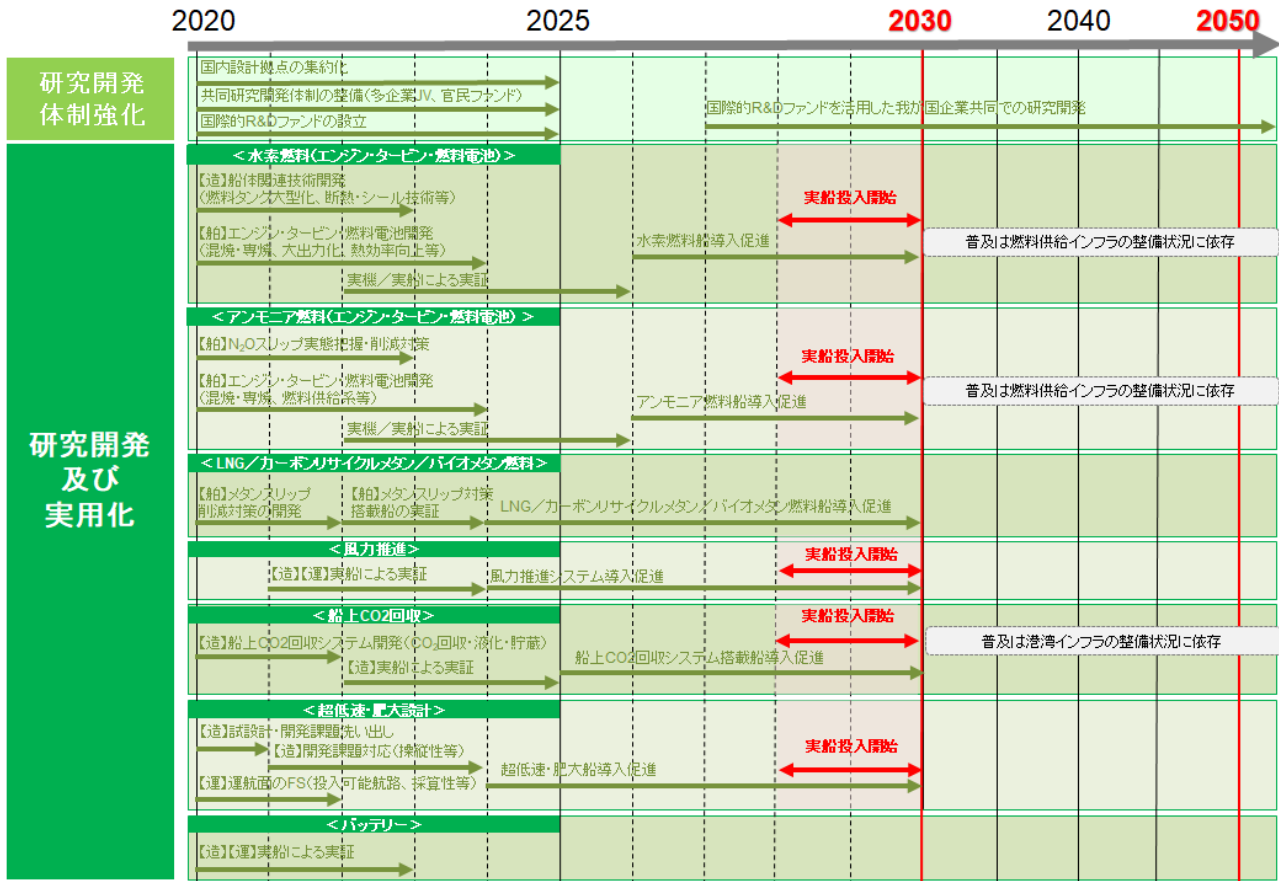 2020 2025 2030 2040 2050
研究開発
体制強化
国内設計拠点の集約化
共同研究開発体制の整備(多企業JV、官民ファンド)
国際的R&Dファンドの設立
国際的R&Dファンドを活用した我が国企業共同での研究開発
研究開発
及び
実用化
<水素燃料(エンジン・タービン・燃料電池)>
【造】船体関連技術開発
(燃料タンク大型化、断熱・シール技術等)
【舶】エンジン・タービン・燃料電池開発
(混焼・専焼、大出力化、熱効率向上等)
実機/実船による実証
水素燃料船導入促進
実船投入開始
普及は燃料供給インフラの整備状況に依存
<アンモニア燃料(エンジン・タービン・燃料電池)>
【舶】N₂Oスリップ実態把握・削減対策
【舶】エンジン・タービン・燃料電池開発
(混焼・専焼、燃料供給系等)
実機/実船による実証
アンモニア燃料船導入促進
実船投入開始
普及は燃料供給インフラの整備状況に依存
<LNG/カーボンリサイクルメタン/バイオメタン燃料>
【舶】メタンスリップ
削減対策の開発
【舶】メタンスリップ対策
搭載船の実証
LNG/カーボンリサイクルメタン/バイオメタン燃料船導入促進
<風力推進>
【造】【運】実船による実証
風力推進システム導入促進
実船投入開始
<船上CO2回収>
【造】船上CO2回収システム開発(CO₂回収・液化・貯蔵)
【造】実船による実証
船上CO2回収システム搭載船導入促進
実船投入開始
普及は港湾インフラの整備状況に依存
<超低速・肥大設計>
【造】試設計・開発課題洗い出し
【造】開発課題対応(操縦性等)
【運】運航面のFS(投入可能航路、採算性等)
超低速・肥大船導入促進
実船投入開始
<バッテリー>
【造】【運】実船による実証